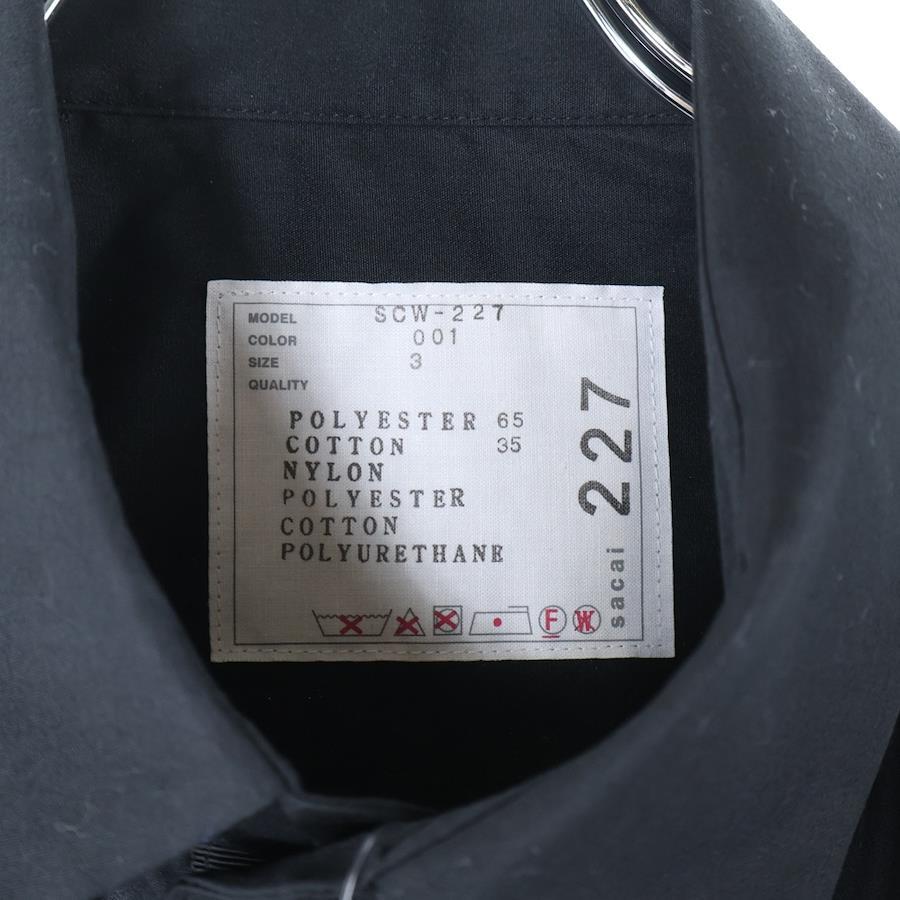 MODEL SCW-227
COLOR 001
SIZE 3
QUALITY
POLYESTER 65
COTTON 35
NYLON
POLYESTER
COTTON
POLYURETHANE
F
W
sacai 227